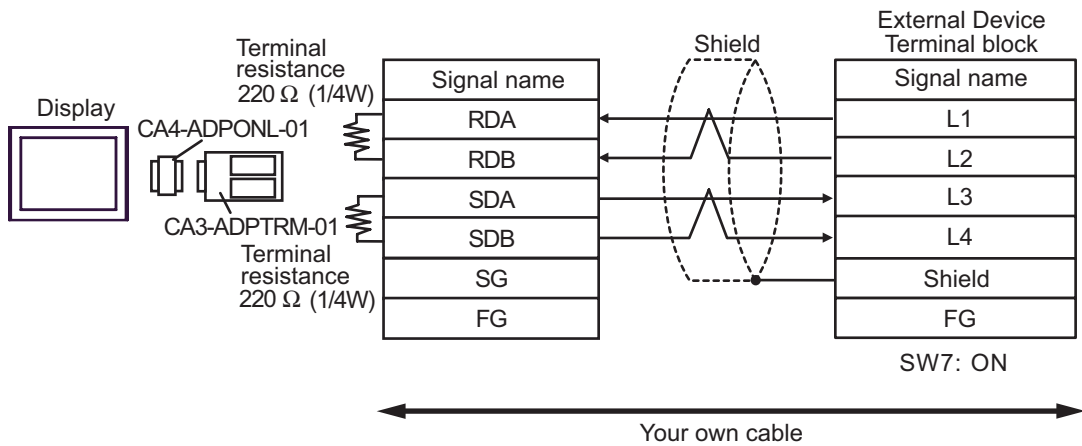 Display
CA4-ADPONL-01
CA3-ADPTRM-01
Terminal
resistance
220 Ω (1/4W)
Terminal
resistance
220 Ω (1/4W)
Signal name
RDA
RDB
SDA
SDB
SG
FG
Shield
External Device
Terminal block
Signal name
L1
L2
L3
L4
Shield
FG
SW7: ON
Your own cable